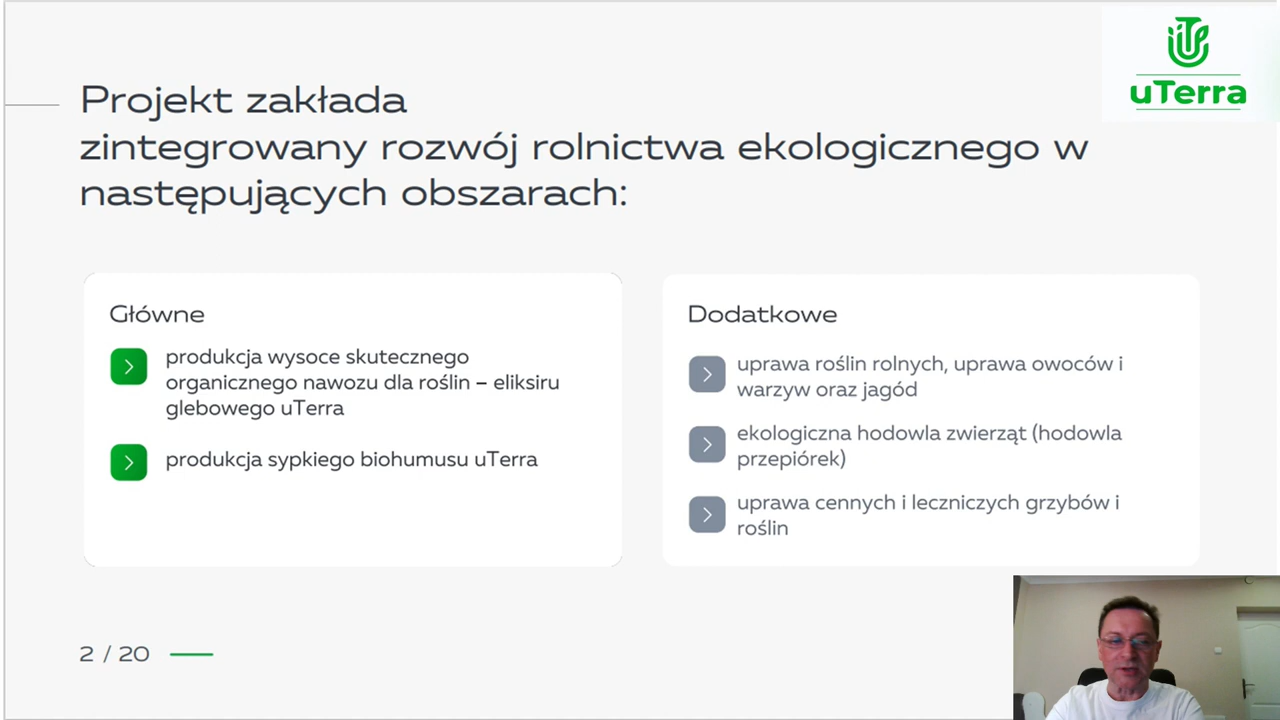 uTerra
Projekt zakłada
zintegrowany rozwój rolnictwa ekologicznego w
następujących obszarach:
Główne
produkcja wysoce skutecznego
organicznego nawozu dla roślin – eliksiru
glebowego uTerra
produkcja sypkiego biohumusu uTerra
Dodatkowe
uprawa roślin rolnych, uprawa owoców i
warzyw oraz jagód
ekologiczna hodowla zwierząt (hodowla
przepiórek)
uprawa cennych i leczniczych grzybów i
roślin
2 / 20